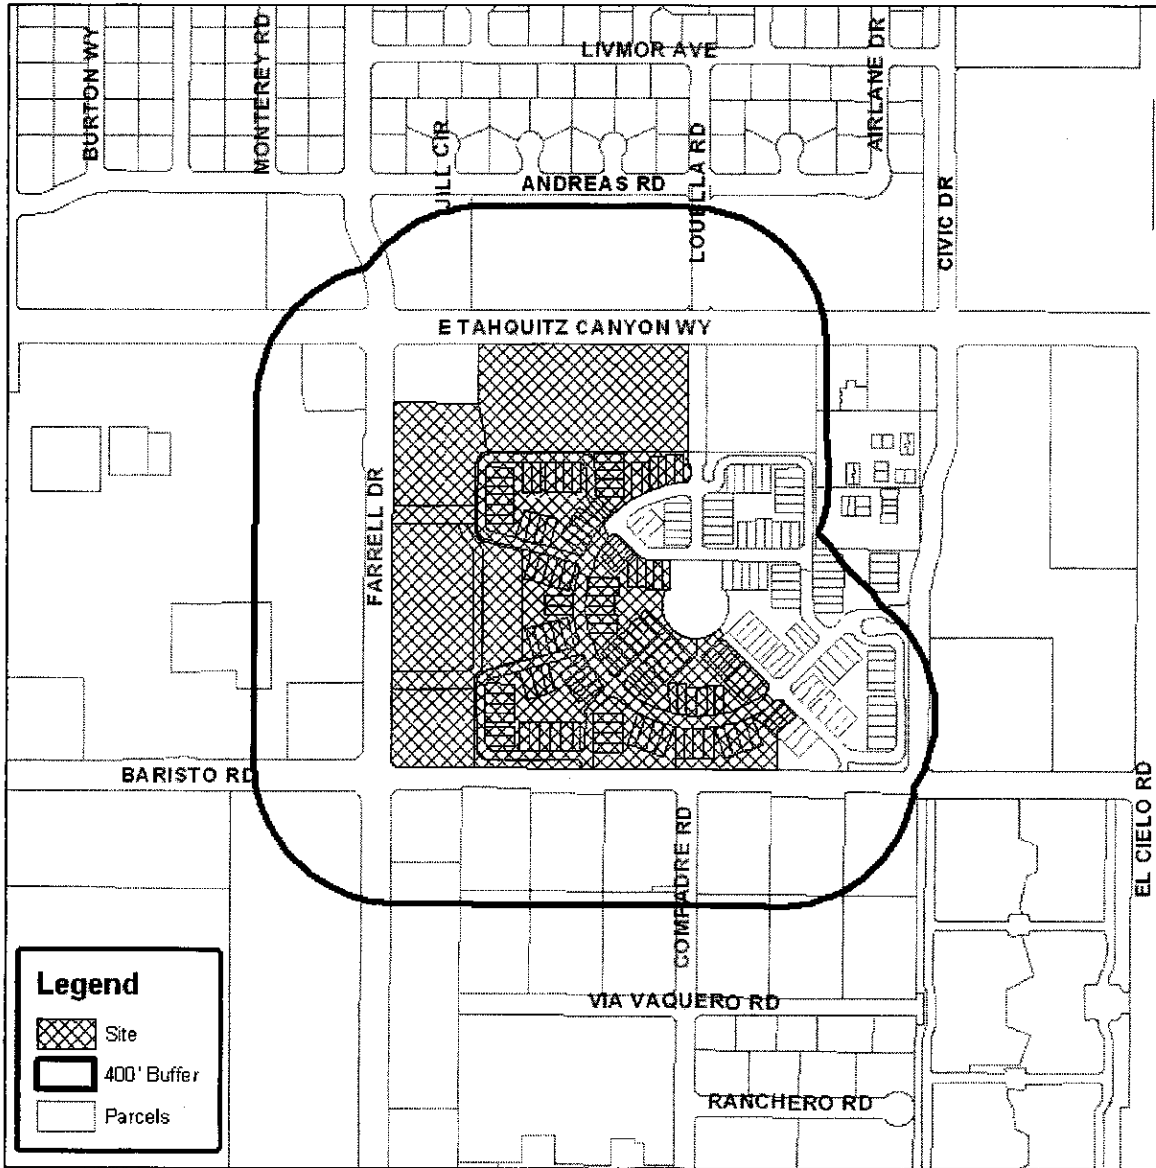 LIVMOR AVE
BURTON WY
MONTEREY RD
AIRLANE DR
JILL CIR
LOUELLA RD
ANDREAS RD
CIVIC DR
E TAHQUITZ CANYON WY
FARRELL DR
BARISTO RD
COMPADRE RD
EL CIELO RD
VIA VAQUERO RD
RANCHERO RD
Legend
Site
400' Buffer
Parcels